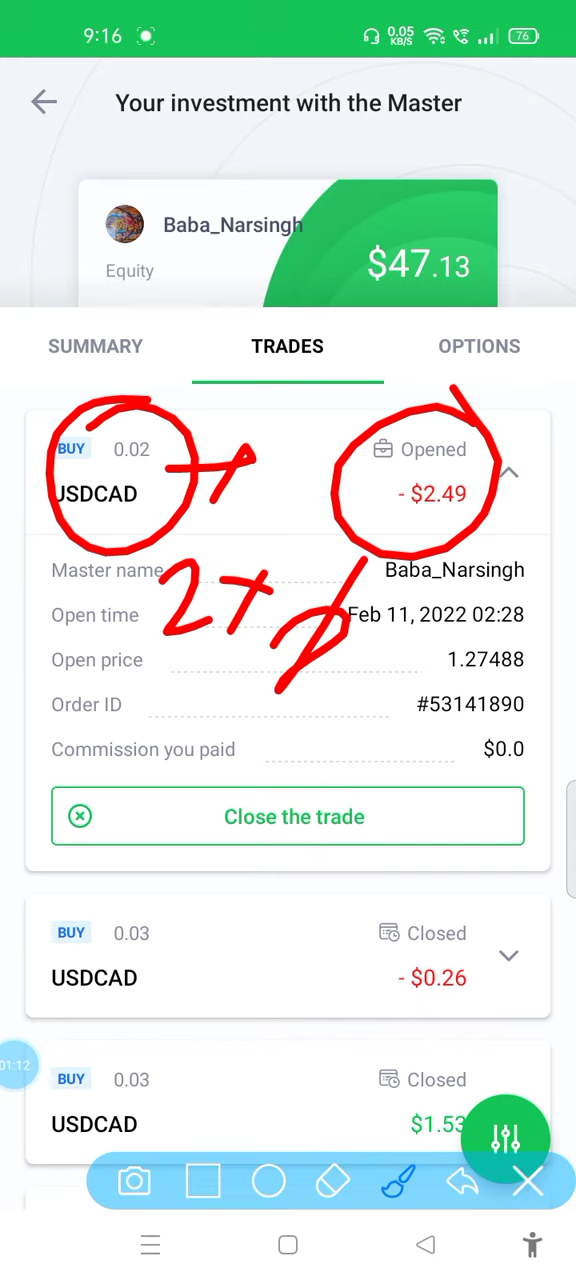 9:16 0.05 KB/S 76
Your investment with the Master
Baba_Narsingh
Equity $47.13
SUMMARY TRADES OPTIONS
BUY 0.02 Opened
USDCAD - $2.49
Master name Baba_Narsingh
Open time Feb 11, 2022 02:28
Open price 1.27488
Order ID #53141890
Commission you paid $0.0
Close the trade
BUY 0.03 Closed
USDCAD - $0.26
01:12
BUY 0.03 Closed
USDCAD $1.53